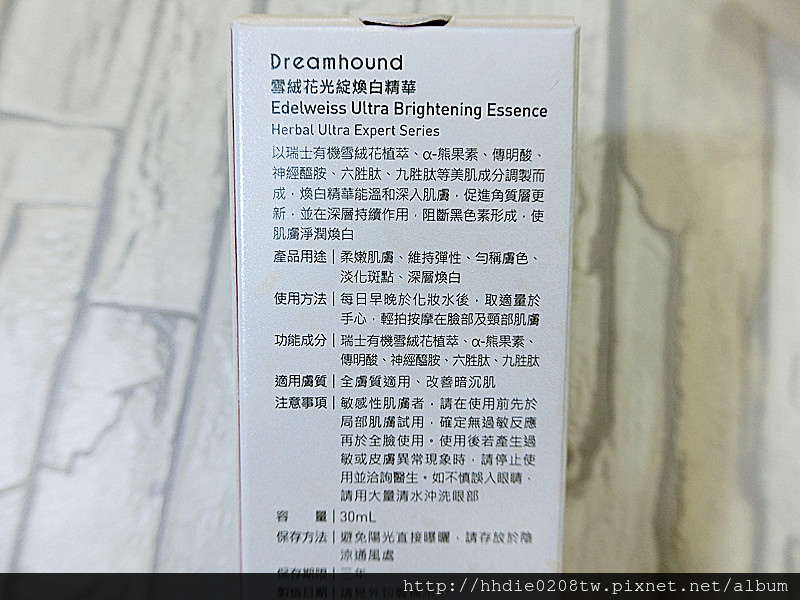 Dreamhound
雪絨花光綻煥白精華
Edelweiss Ultra Brightening Essence
Herbal Ultra Expert Series
以瑞士有機雪絨花植萃、α-熊果素、傳明酸、
神經醯胺、六胜肽、九胜肽等美肌成分調製而
成，煥白精華能溫和深入肌膚，促進角質層更
新，並在深層持續作用，阻斷黑色素形成，使
肌膚淨潤煥白
產品用途｜柔嫩肌膚、維持彈性、勻稱膚色、
淡化斑點、深層煥白
使用方法｜每日早晚於化妝水後，取適量於
手心，輕拍按摩在臉部及頸部肌膚
功能成分｜瑞士有機雪絨花植萃、α-熊果素、
傳明酸、神經醯胺、六胜肽、九胜肽
適用膚質｜全膚質適用、改善暗沉肌
注意事項｜敏感性肌膚者，請在使用前先於
局部肌膚試用，確定無過敏反應
再於全臉使用。使用後若產生過
敏或皮膚異常現象時，請停止使
用並洽詢醫生。如不慎誤入眼睛，
請用大量清水沖洗眼部
容 量｜30mL
保存方法｜避免陽光直接曝曬，請存放於陰
涼通風處
保存期限｜三年
製造日期｜請見外包裝
http://hhdie0208tw.pixnet.net/album